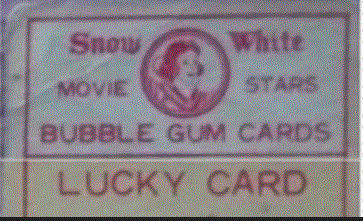 Snow White
MOVIE STARS
BUBBLE GUM CARDS
LUCKY CARD